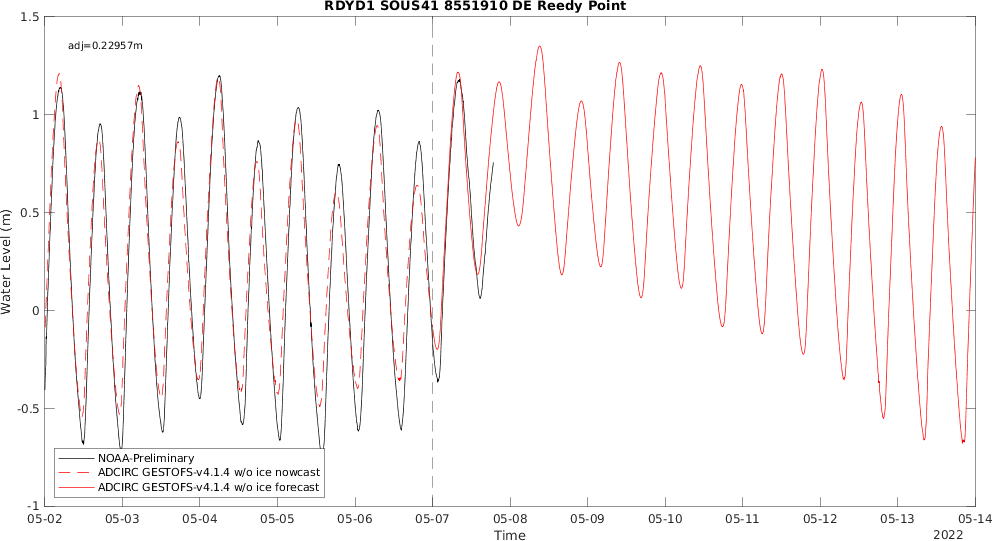 RDYD1 SOUS41 8551910 DE Reedy Point
adj=0.22957m
Water Level (m)
1.5
1
0.5
0
-0.5
-1
NOAA-Preliminary
ADCIRC GESTOFS-v4.1.4 w/o ice nowcast
ADCIRC GESTOFS-v4.1.4 w/o ice forecast
05-02 05-03 05-04 05-05 05-06 05-07 05-08 05-09 05-10 05-11 05-12 05-13 05-14
Time
2022